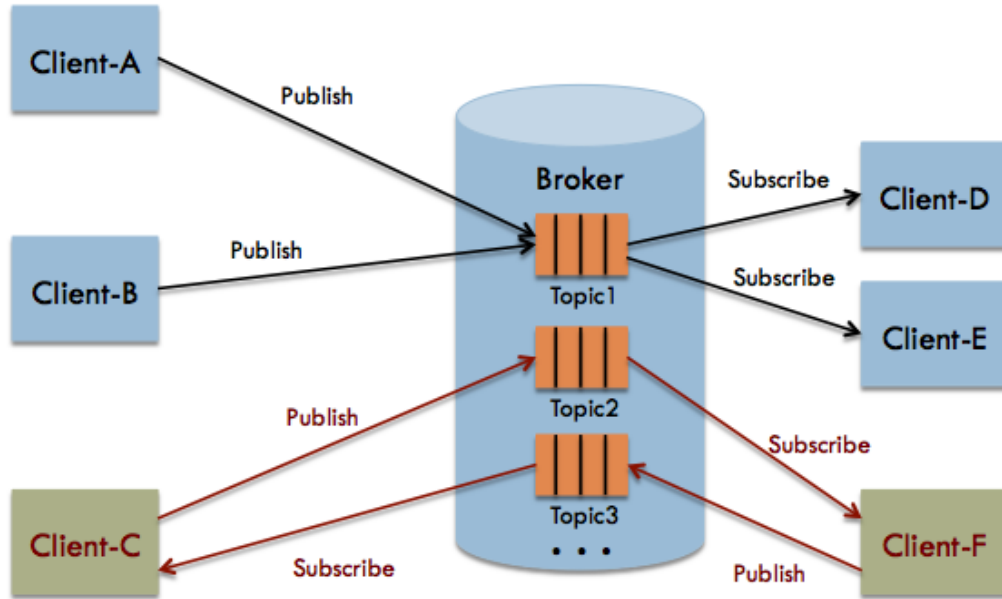 Client-A
Publish
Broker
Subscribe
Client-D
Publish
Client-B
Topic1
Subscribe
Client-E
Publish
Topic2
Subscribe
Client-C
Topic3
Client-F
Subscribe
...
Publish